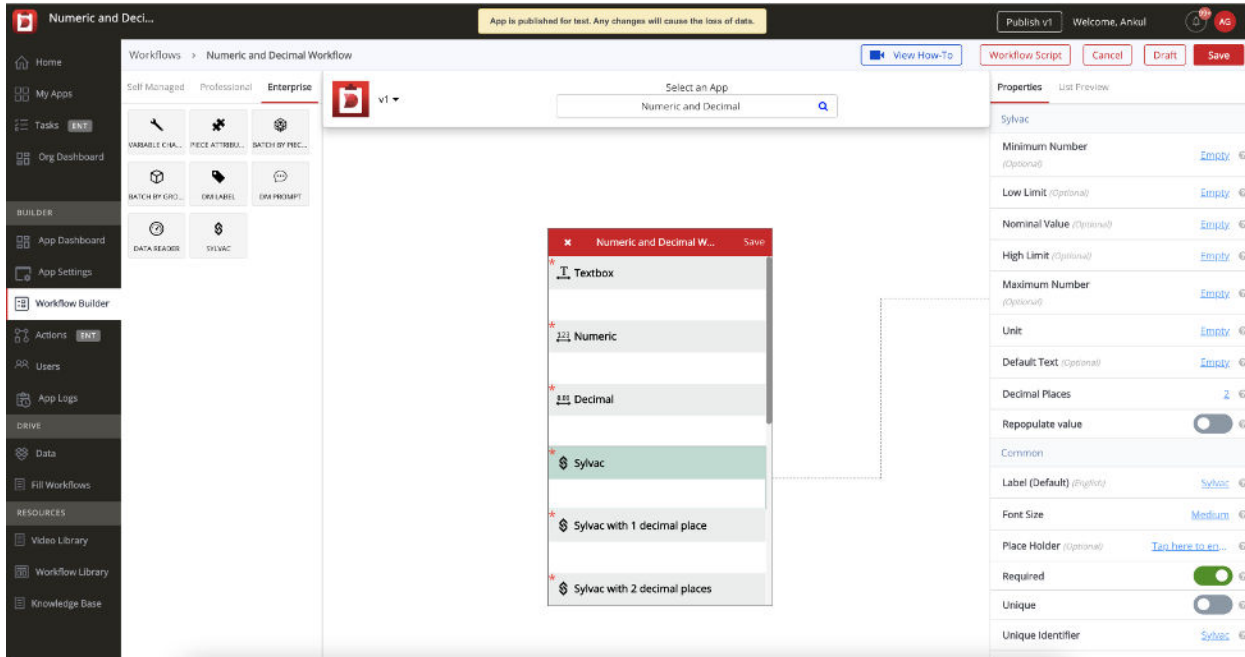 Numeric and Deci...
App is published for test. Any changes will cause the loss of data.
Publish v1
Welcome, Ankul
99+
AG
Home
My Apps
Tasks ENT
Org Dashboard
BUILDER
App Dashboard
App Settings
Workflow Builder
Actions ENT
Users
App Logs
DRIVE
Data
Fill Workflows
RESOURCES
Video Library
Workflow Library
Knowledge Base
Workflows > Numeric and Decimal Workflow
View How-To
Workflow Script
Cancel
Draft
Save
Self Managed
Professional
Enterprise
VARIABLE CHA...
PIECE ATTRIBU...
BATCH BY PIEC...
BATCH BY GRO...
DM LABEL
DM PROMPT
DATA READER
SYLVAC
v1
Select an App
Numeric and Decimal
Numeric and Decimal W...
Save
* Textbox
* 123 Numeric
* 0.01 Decimal
* Sylvac
* Sylvac with 1 decimal place
* Sylvac with 2 decimal places
Properties
List Preview
Sylvac
Minimum Number
(Optional)
Empty
Low Limit (Optional) Empty
Nominal Value (Optional) Empty
High Limit (Optional) Empty
Maximum Number
(Optional)
Empty
Unit Empty
Default Text (Optional) Empty
Decimal Places 2
Repopulate value
Common
Label (Default) (English) Sylvac
Font Size Medium
Place Holder (Optional) Tap here to en...
Required
Unique
Unique Identifier Sylvac